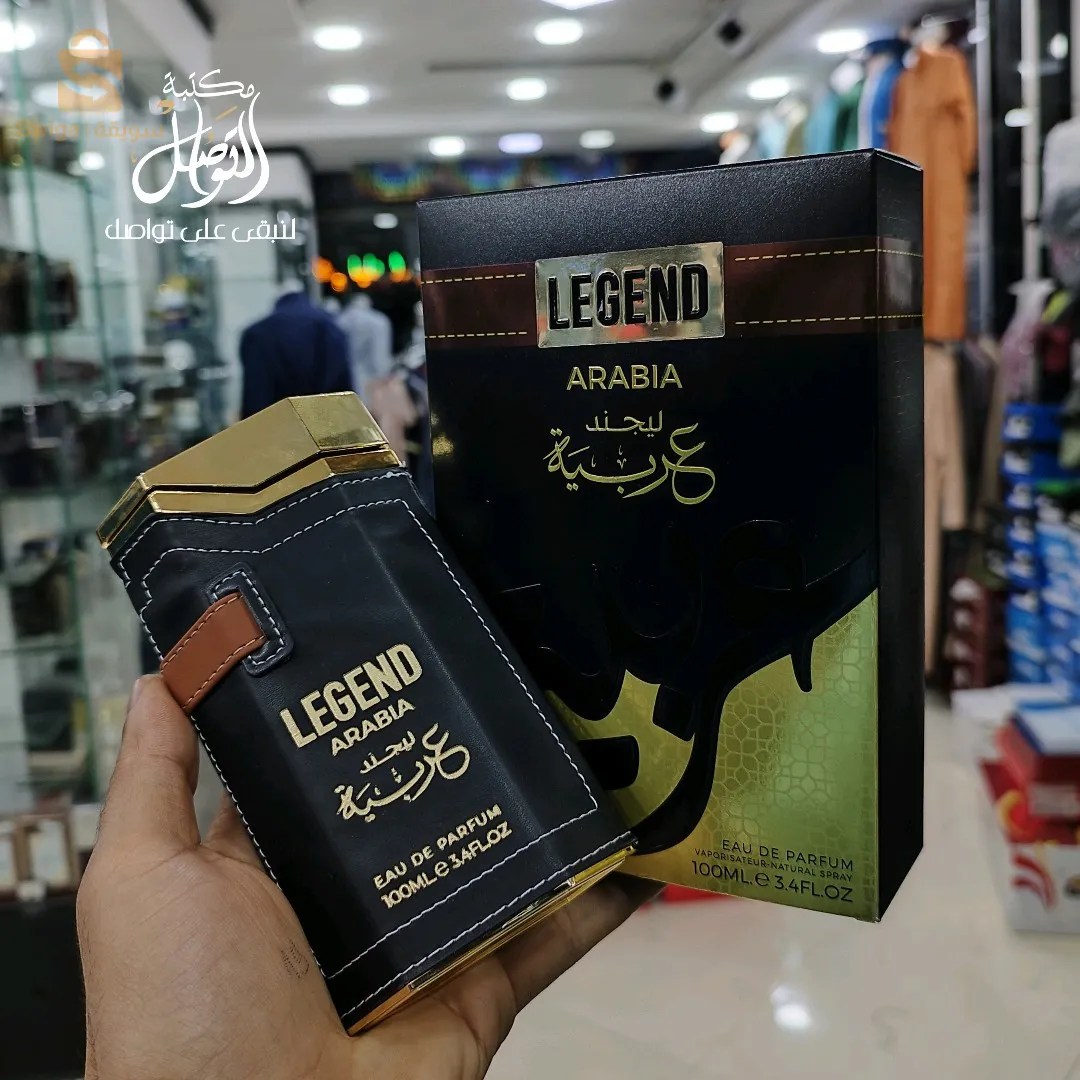 مكتبة
التواصل
لنبقى على تواصل
LEGEND
ARABIA
ليجند
عربية
EAU DE PARFUM
VAPORISATEUR-NATURAL SPRAY
100ML.e 3.4FL.OZ
LEGEND
ARABIA
ليجند
عربية
EAU DE PARFUM
100ML e 3.4FL.OZ